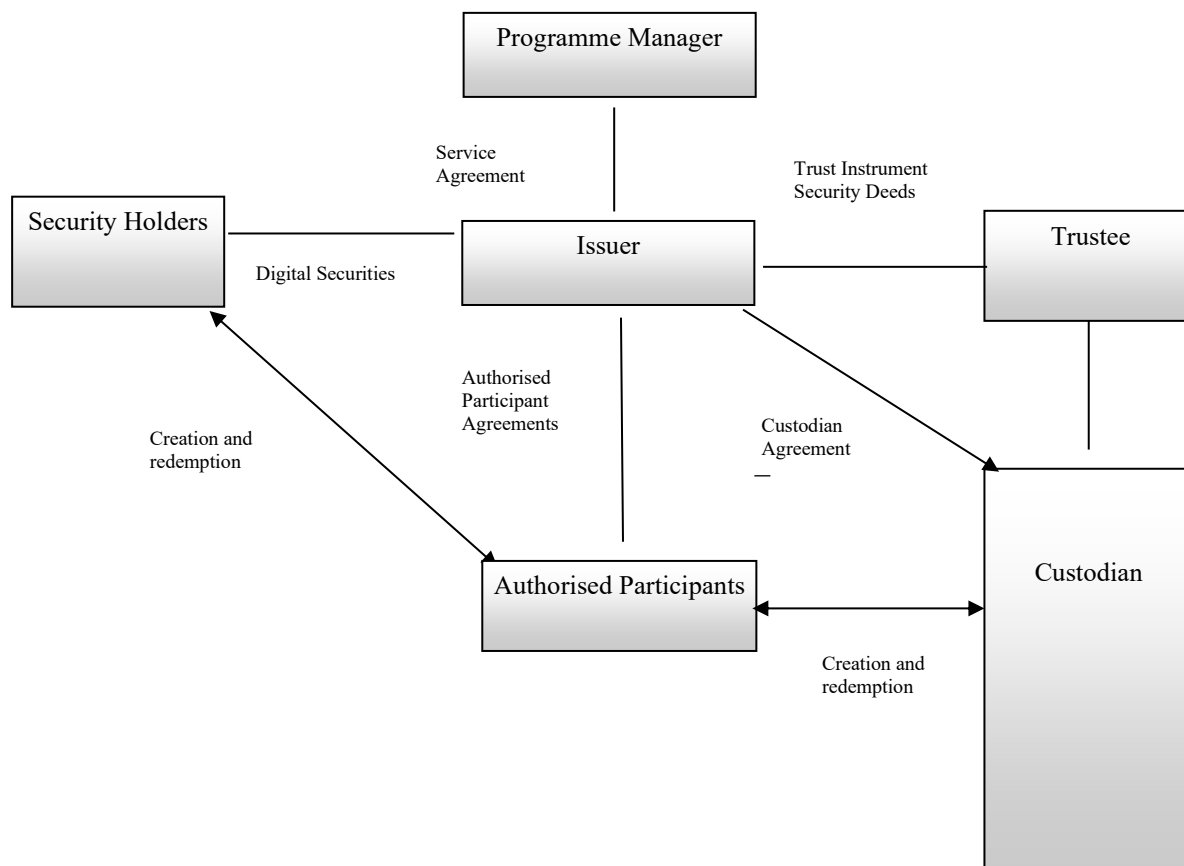 Programme Manager
Service
Agreement
Trust Instrument
Security Deeds
Security Holders
Issuer
Trustee
Digital Securities
Authorised
Participant
Agreements
Custodian
Agreement
Creation and
redemption
Authorised Participants
Custodian
Creation and
redemption